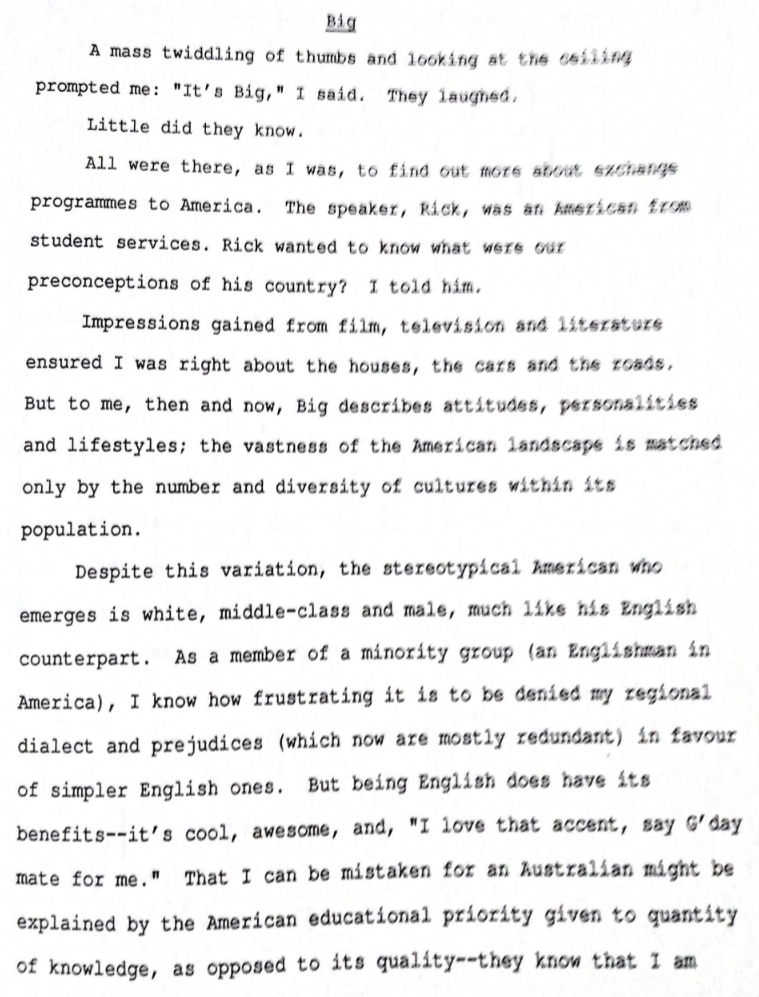 Big
A mass twiddling of thumbs and looking at the ceiling
prompted me: "It's Big," I said. They laughed.
Little did they know.
All were there, as I was, to find out more about exchange
programmes to America. The speaker, Rick, was an American from
student services. Rick wanted to know what were our
preconceptions of his country? I told him.
Impressions gained from film, television and literature
ensured I was right about the houses, the cars and the roads.
But to me, then and now, Big describes attitudes, personalities
and lifestyles; the vastness of the American landscape is matched
only by the number and diversity of cultures within its
population.
Despite this variation, the stereotypical American who
emerges is white, middle-class and male, much like his English
counterpart. As a member of a minority group (an Englishman in
America), I know how frustrating it is to be denied my regional
dialect and prejudices (which now are mostly redundant) in favour
of simpler English ones. But being English does have its
benefits--it's cool, awesome, and, "I love that accent, say G'day
mate for me." That I can be mistaken for an Australian might be
explained by the American educational priority given to quantity
of knowledge, as opposed to its quality--they know that I am